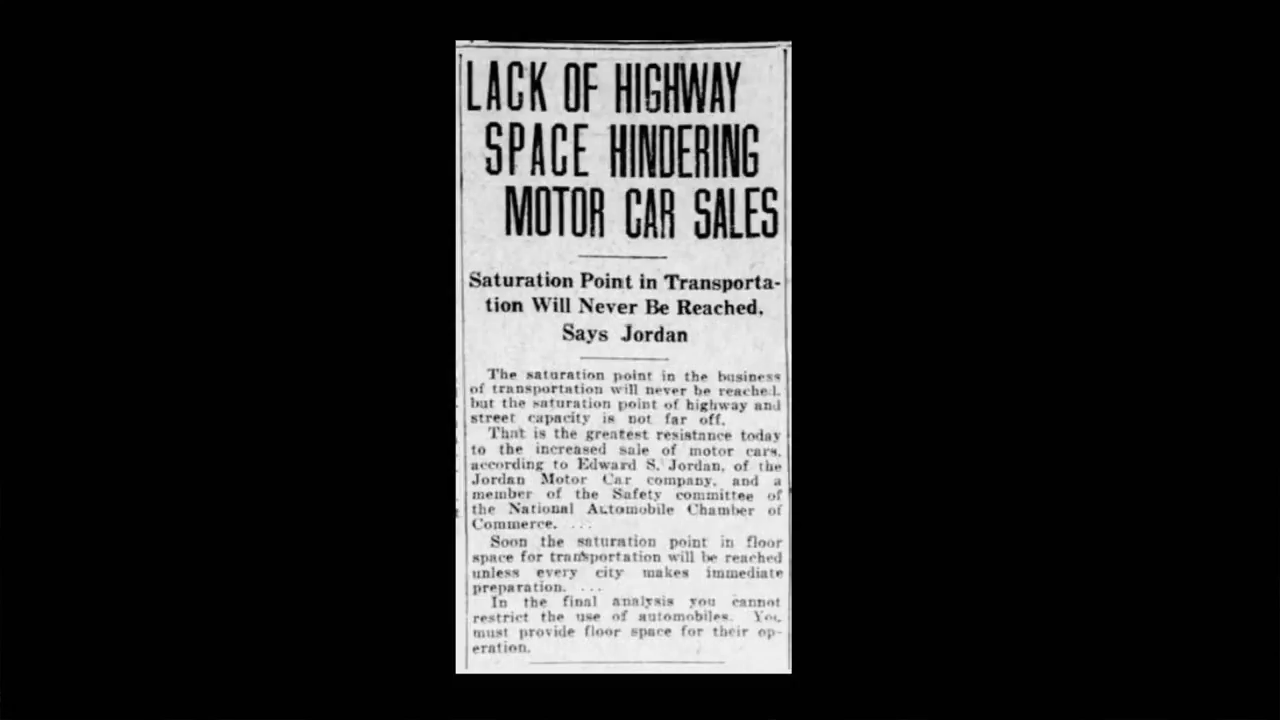 LACK OF HIGHWAY
SPACE HINDERING
MOTOR CAR SALES
Saturation Point in Transporta-
tion Will Never Be Reached,
Says Jordan
The saturation point in the business
of transportation will never be reached,
but the saturation point of highway and
street capacity is not far off.
That is the greatest resistance today
to the increased sale of motor cars,
according to Edward S. Jordan, of the
Jordan Motor Car company, and a
member of the Safety committee of
the National Automobile Chamber of
Commerce. ...
Soon the saturation point in floor
space for transportation will be reached
unless every city makes immediate
preparation. ...
In the final analysis you cannot
restrict the use of automobiles. You
must provide floor space for their op-
eration.